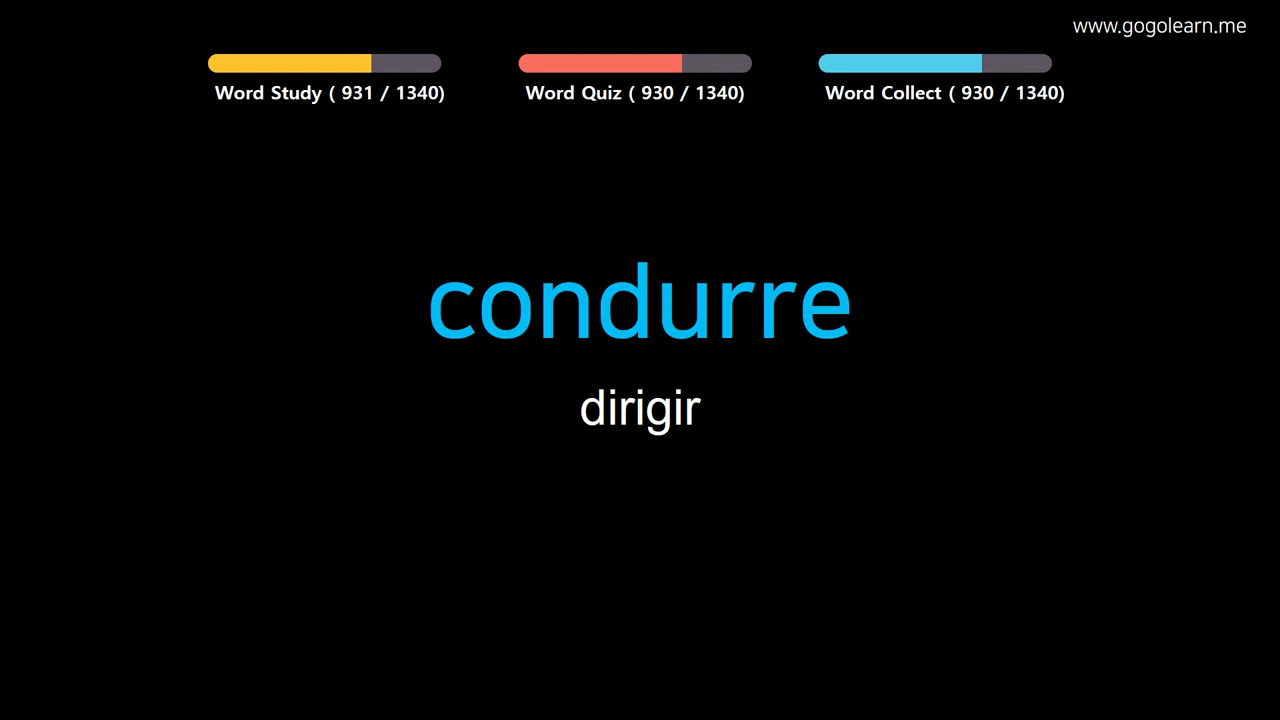 www.gogolearn.me
Word Study ( 931 / 1340)
Word Quiz ( 930 / 1340)
Word Collect ( 930 / 1340)
condurre
dirigir